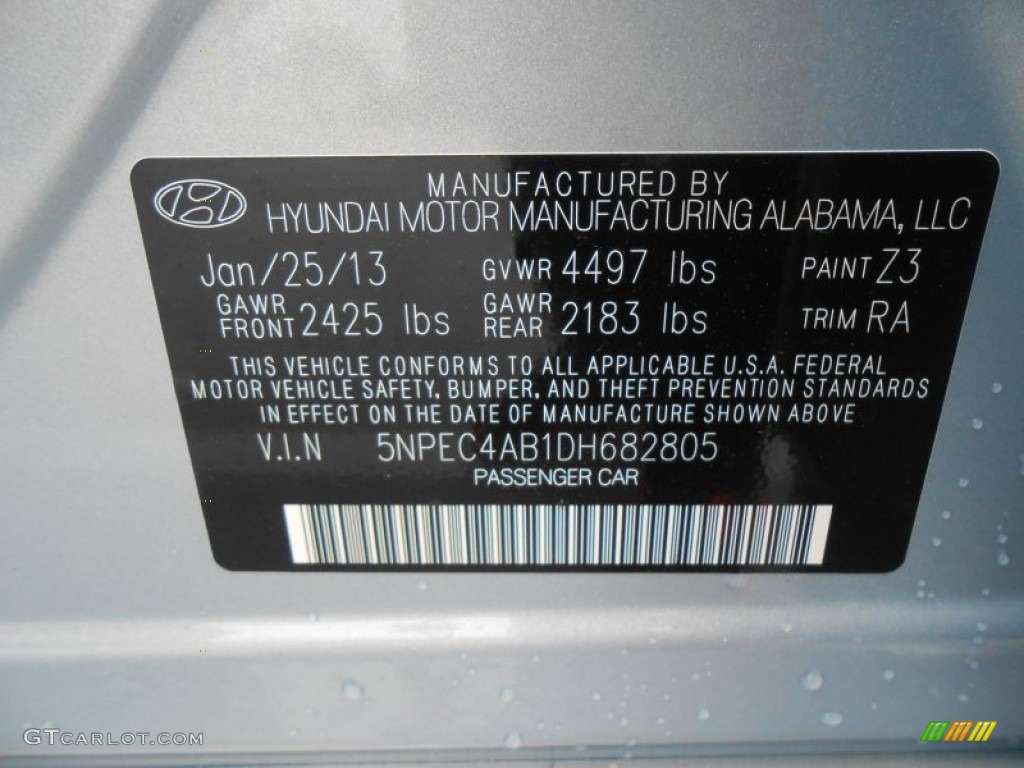 MANUFACTURED BY
HYUNDAI MOTOR MANUFACTURING ALABAMA, LLC
Jan/25/13 GVWR 4497 lbs PAINT Z3
GAWR FRONT 2425 lbs GAWR REAR 2183 lbs TRIM RA
THIS VEHICLE CONFORMS TO ALL APPLICABLE U.S.A. FEDERAL
MOTOR VEHICLE SAFETY, BUMPER, AND THEFT PREVENTION STANDARDS
IN EFFECT ON THE DATE OF MANUFACTURE SHOWN ABOVE
V.I.N 5NPEC4AB1DH682805
PASSENGER CAR
GTCARLOT.COM